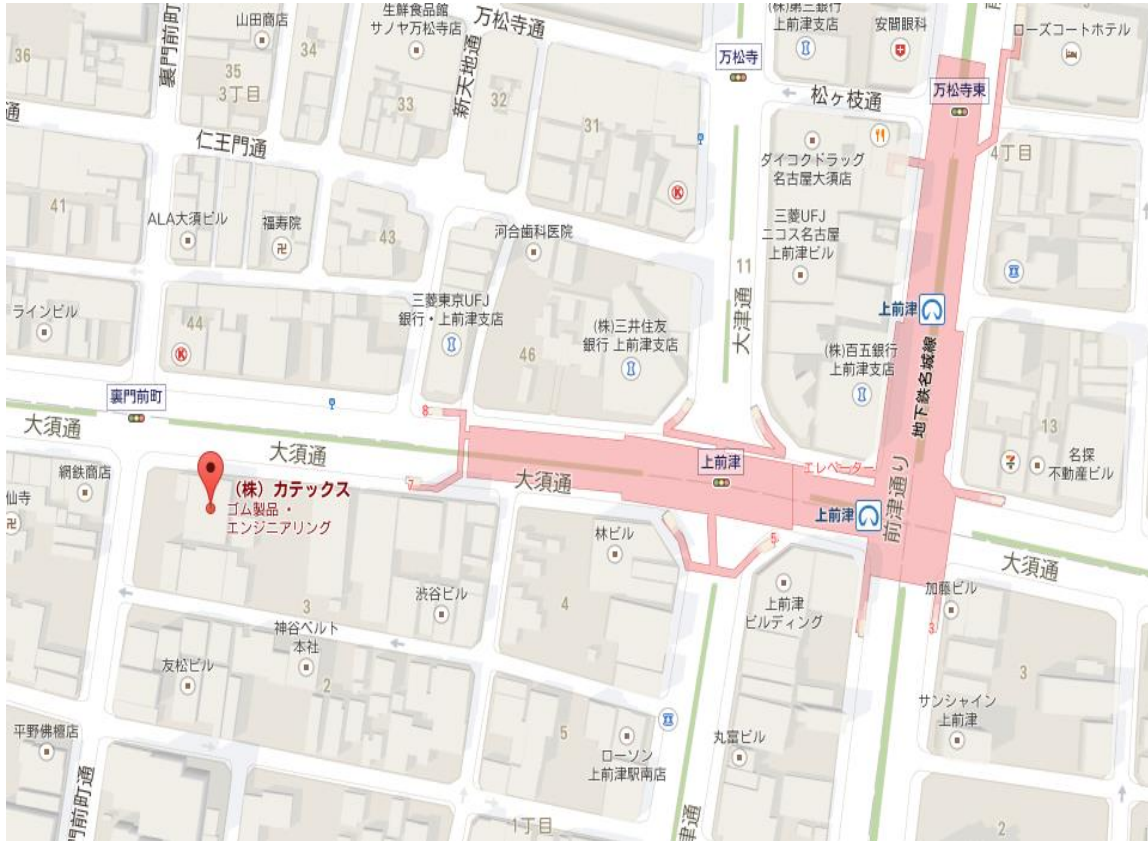 山田商店
生鮮食品館
サノヤ万松寺店
万松寺通
(株)第三銀行
上前津支店
安間眼科
ローズコートホテル
裏門前町通
36
35
3丁目
34
33
新天地通
32
31
万松寺
松ヶ枝通
万松寺東
4丁目
通
仁王門通
ダイコクドラッグ
名古屋大須店
41
ALA大須ビル
福寿院
43
河合歯科医院
三菱UFJ
ニコス名古屋
上前津ビル
11
大津通
ラインビル
44
三菱東京UFJ
銀行・上前津支店
46
(株)三井住友
銀行 上前津支店
上前津
(株)百五銀行
上前津支店
地下鉄名城線
13
名探
不動産ビル
裏門前町
大須通
大須通
8
7
大須通
上前津
エレベーター
上前津
前津通り
大須通
網鉄商店
仙寺
(株) カテックス
ゴム製品・
エンジニアリング
林ビル
5
上前津
ビルディング
加藤ビル
3
3
渋谷ビル
4
神谷ベルト
本社
友松ビル
2
3
サンシャイン
上前津
平野佛檀店
5
ローソン
上前津駅南店
丸富ビル
門前町通
1丁目
津通
2